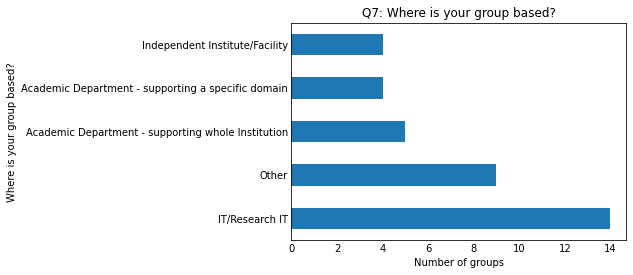 Q7: Where is your group based?
Where is your group based?
Independent Institute/Facility
Academic Department - supporting a specific domain
Academic Department - supporting whole Institution
Other
IT/Research IT
0 2 4 6 8 10 12 14
Number of groups